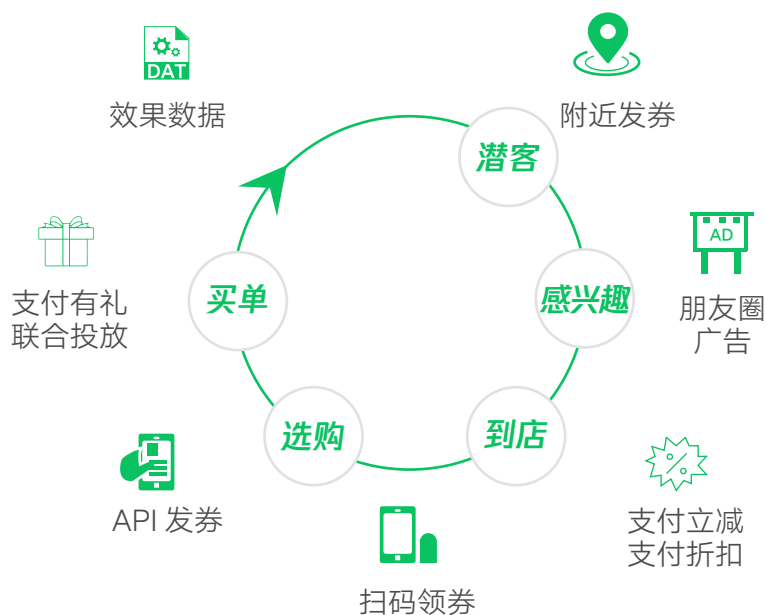 DAT
效果数据
附近发券
潜客
AD
支付有礼
联合投放
买单
感兴趣
朋友圈
广告
选购
到店
API 发券
支付立减
支付折扣
扫码领券